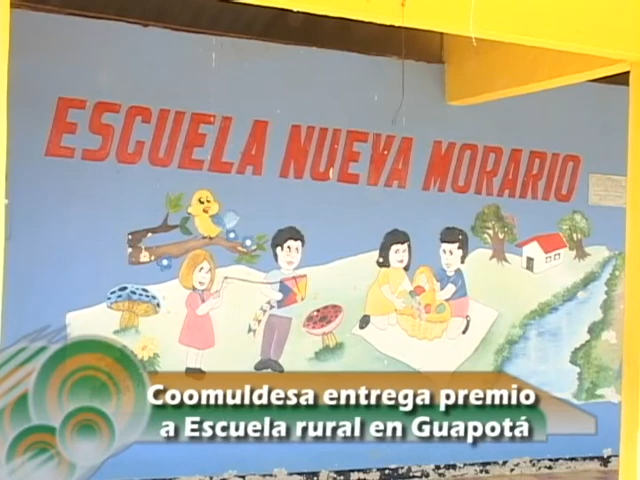 ESCUELA NUEVA MORARIO
Coomuldesa entrega premio
a Escuela rural en Guapotá